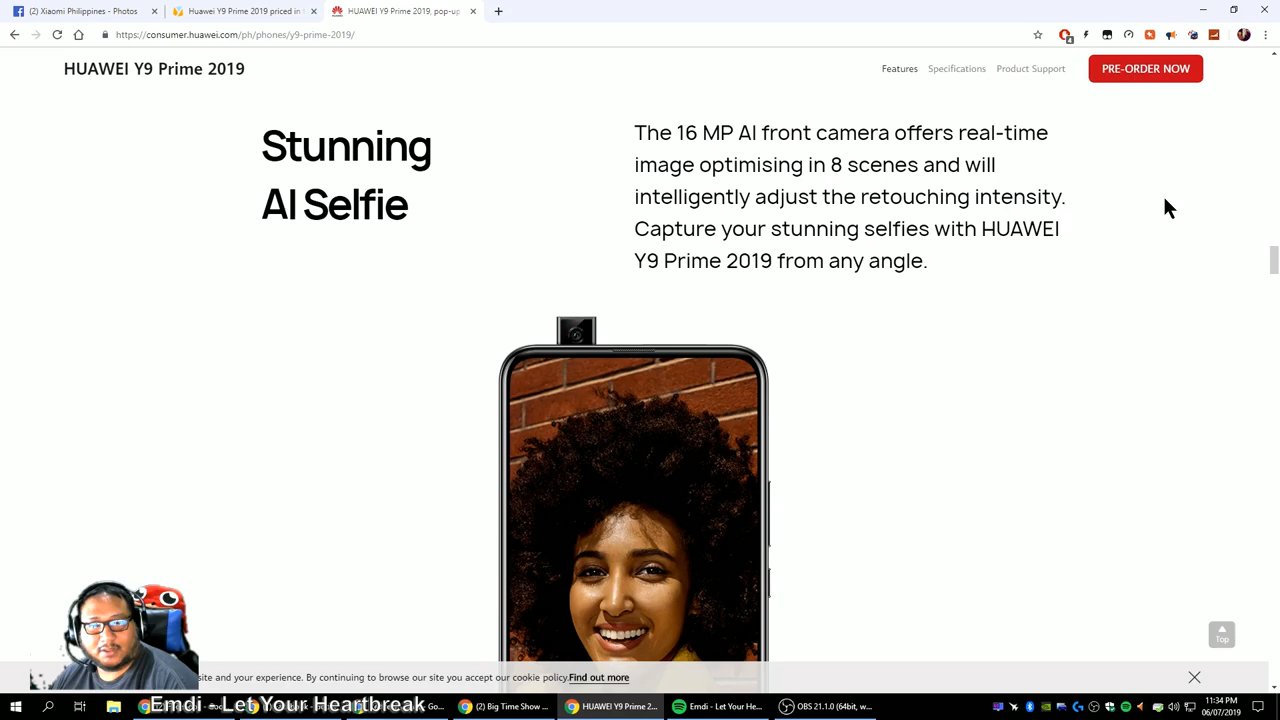 (2) Xiaomi Philippines - Photos
Huawei Y9 Prime 2019 priced in t
HUAWEI Y9 Prime 2019, pop-up
https://consumer.huawei.com/ph/phones/y9-prime-2019/
HUAWEI Y9 Prime 2019
Features
Specifications
Product Support
PRE-ORDER NOW
Stunning
AI Selfie
The 16 MP AI front camera offers real-time
image optimising in 8 scenes and will
intelligently adjust the retouching intensity.
Capture your stunning selfies with HUAWEI
Y9 Prime 2019 from any angle.
Top
site and your experience. By continuing to browse our site you accept our cookie policy. Find out more
Emdi - Let Your Heartbreak
(2) Big Time Show ...
HUAWEI Y9 Prime 2...
Emdi - Let Your He...
OBS 21.1.0 (64bit, w...
11:34 PM
06/07/2019